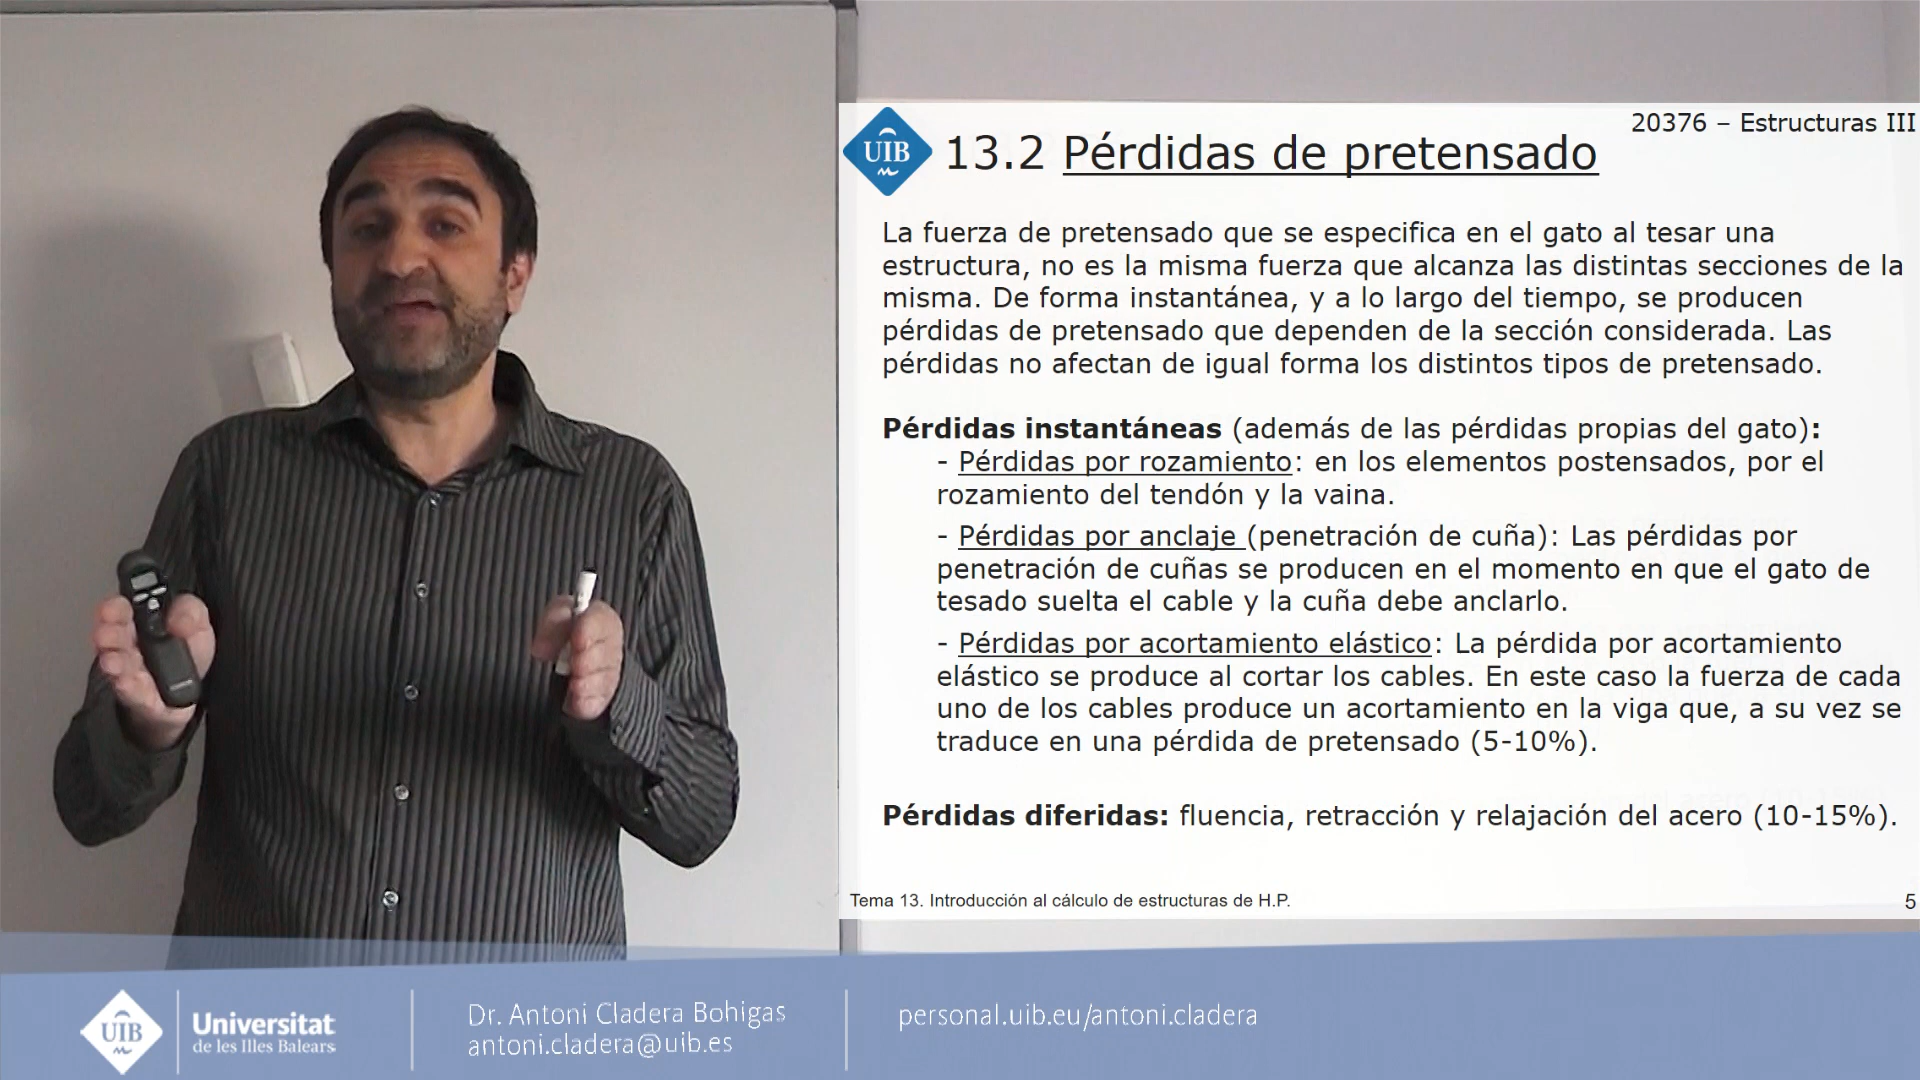 20376 – Estructuras III
UIB
13.2 Pérdidas de pretensado
La fuerza de pretensado que se especifica en el gato al tesar una
estructura, no es la misma fuerza que alcanza las distintas secciones de la
misma. De forma instantánea, y a lo largo del tiempo, se producen
pérdidas de pretensado que dependen de la sección considerada. Las
pérdidas no afectan de igual forma los distintos tipos de pretensado.
Pérdidas instantáneas (además de las pérdidas propias del gato):
- Pérdidas por rozamiento: en los elementos postensados, por el
rozamiento del tendón y la vaina.
- Pérdidas por anclaje (penetración de cuña): Las pérdidas por
penetración de cuñas se producen en el momento en que el gato de
tesado suelta el cable y la cuña debe anclarlo.
- Pérdidas por acortamiento elástico: La pérdida por acortamiento
elástico se produce al cortar los cables. En este caso la fuerza de cada
uno de los cables produce un acortamiento en la viga que, a su vez se
traduce en una pérdida de pretensado (5-10%).
Pérdidas diferidas: fluencia, retracción y relajación del acero (10-15%).
Tema 13. Introducción al cálculo de estructuras de H.P.
5
UIB
Universitat
de les Illes Balears
Dr. Antoni Cladera Bohigas
antoni.cladera@uib.es
personal.uib.eu/antoni.cladera